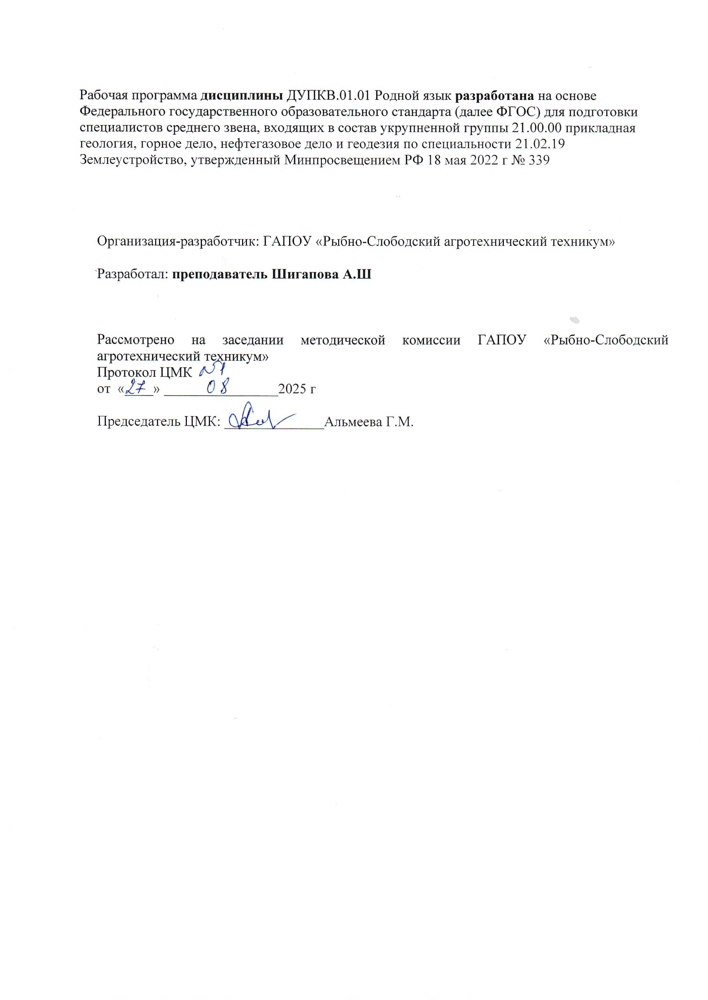 Рабочая программа дисциплины ДУПКВ.01.01 Родной язык разработана на основе
Федерального государственного образовательного стандарта (далее ФГОС) для подготовки
специалистов среднего звена, входящих в состав укрупненной группы 21.00.00 прикладная
геология, горное дело, нефтегазовое дело и геодезия по специальности 21.02.19
Землеустройство, утвержденный Минпросвещением РФ 18 мая 2022 г № 339
Организация-разработчик: ГАПОУ «Рыбно-Слободский агротехнический техникум»
Разработал: преподаватель Шигапова А.Ш
Рассмотрено на заседании методической комиссии ГАПОУ «Рыбно-Слободский
агротехнический техникум»
Протокол ЦМК №1
от «27» 08 2025 г
Председатель ЦМК: Альмеева Г.М.